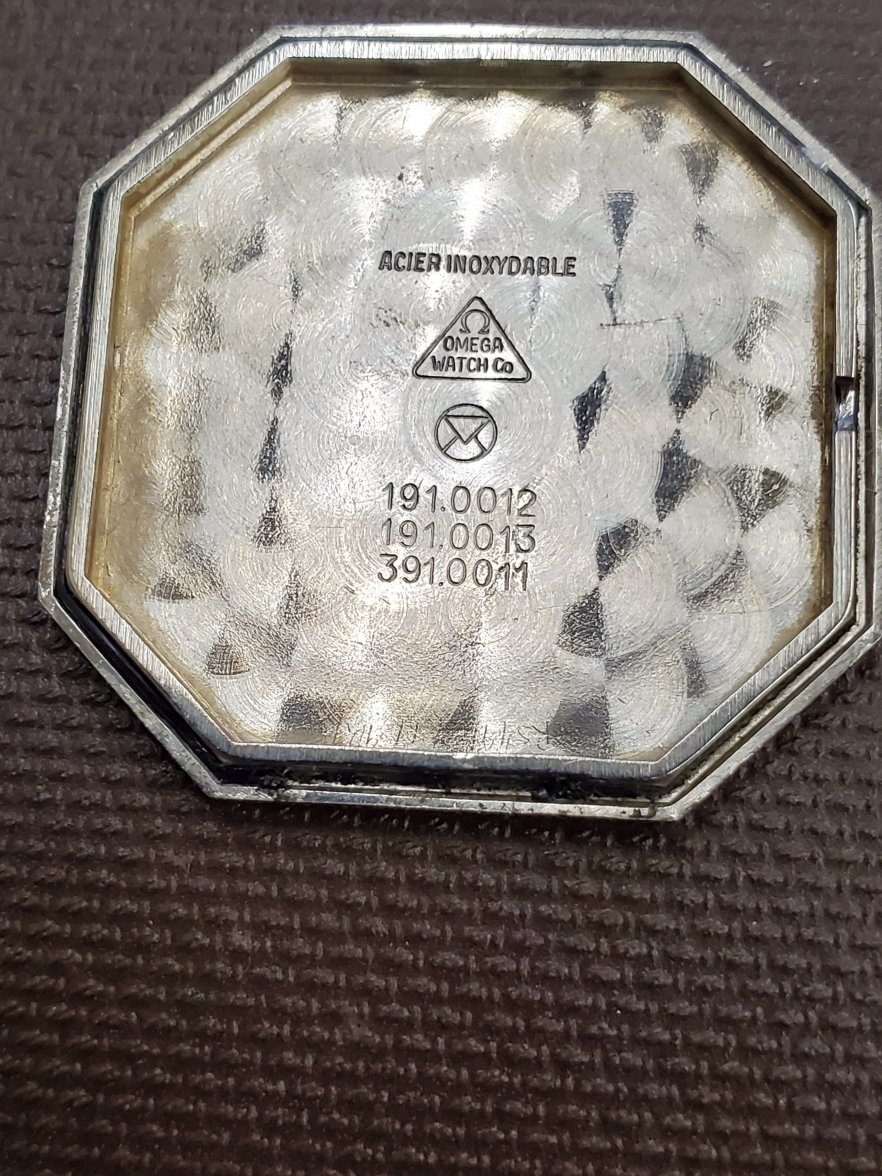 ACIER INOXYDABLE
Ω
OMEGA
WATCH Co
191.0012
191.0013
391.0011